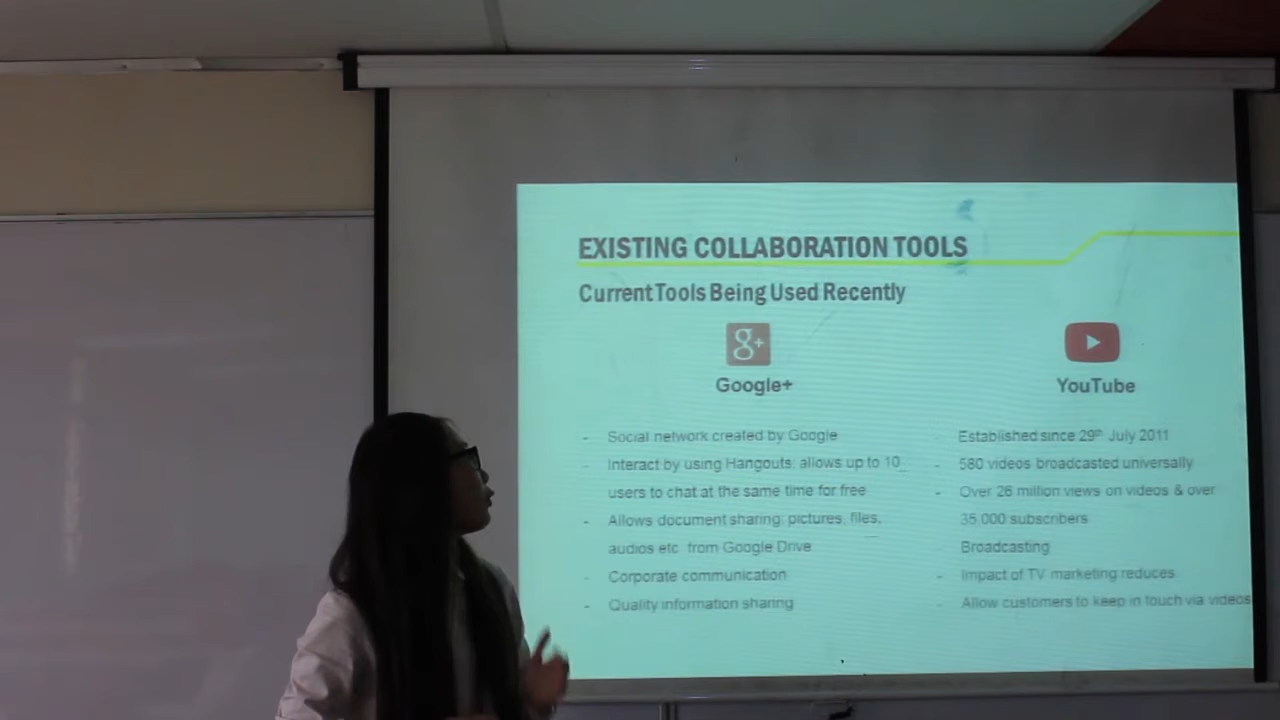 EXISTING COLLABORATION TOOLS
Current Tools Being Used Recently
g+
Google+
- Social network created by Google
- Interact by using Hangouts: allows up to 10
users to chat at the same time for free
- Allows document sharing: pictures, files,
audios etc. from Google Drive
- Corporate communication
- Quality information sharing
YouTube
- Established since 29th July 2011
- 580 videos broadcasted universally
- Over 26 million views on videos & over
35,000 subscribers
- Broadcasting
- Impact of TV marketing reduces
- Allow customers to keep in touch via videos